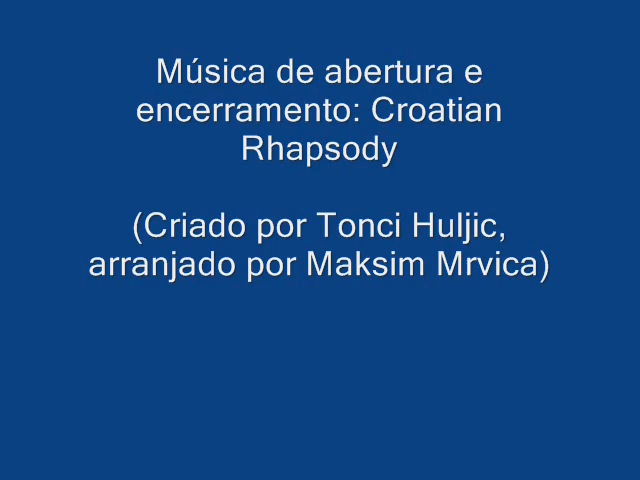 Música de abertura e
encerramento: Croatian
Rhapsody
(Criado por Tonci Huljic,
arranjado por Maksim Mrvica)